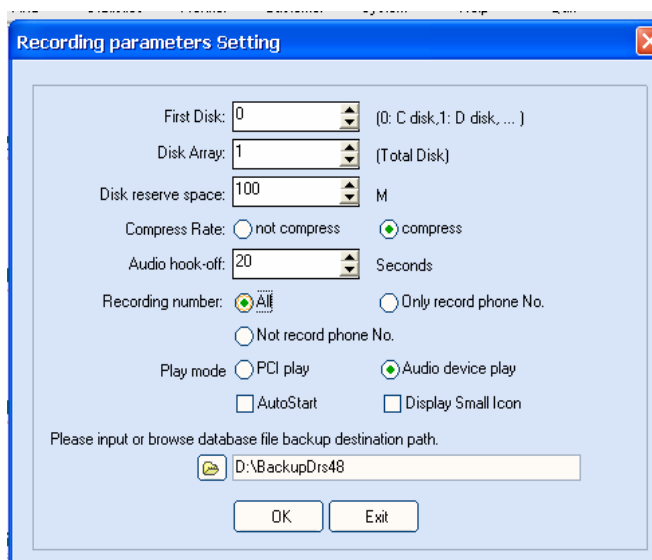 Recording parameters Setting
First Disk: 0 (0: C disk,1: D disk, ... )
Disk Array: 1 (Total Disk)
Disk reserve space: 100 M
Compress Rate: not compress compress
Audio hook-off: 20 Seconds
Recording number: All Only record phone No.
Not record phone No.
Play mode PCI play Audio device play
AutoStart Display Small Icon
Please input or browse database file backup destination path.
D:\BackupDrs48
OK Exit